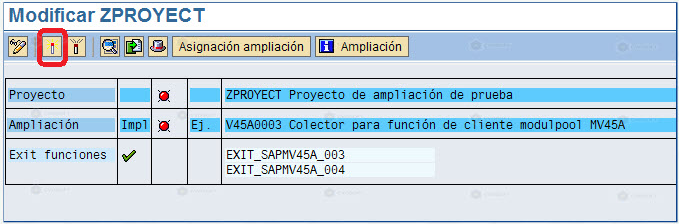 Modificar ZPROYECT
Asignación ampliación Ampliación
Proyecto ZPROYECT Proyecto de ampliación de prueba
Ampliación Impl Ej. V45A0003 Colector para función de cliente modulpool MV45A
Exit funciones EXIT_SAPMV45A_003
EXIT_SAPMV45A_004